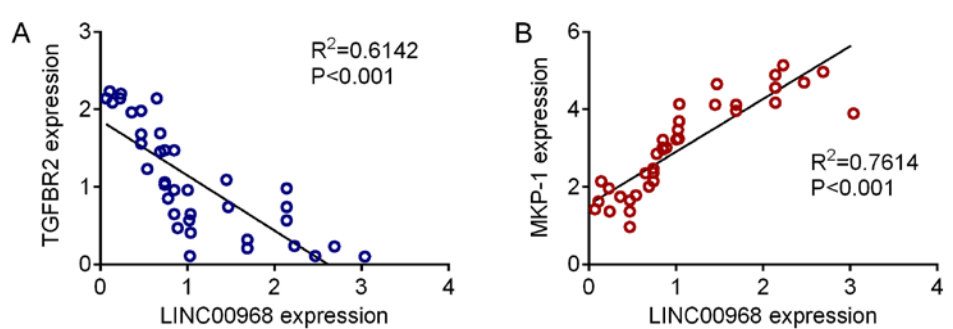 A
TGFBR2 expression
3
2
1
0
R²=0.6142
P<0.001
0 1 2 3 4
LINC00968 expression
B
MKP-1 expression
6
4
2
0
R²=0.7614
P<0.001
0 1 2 3 4
LINC00968 expression